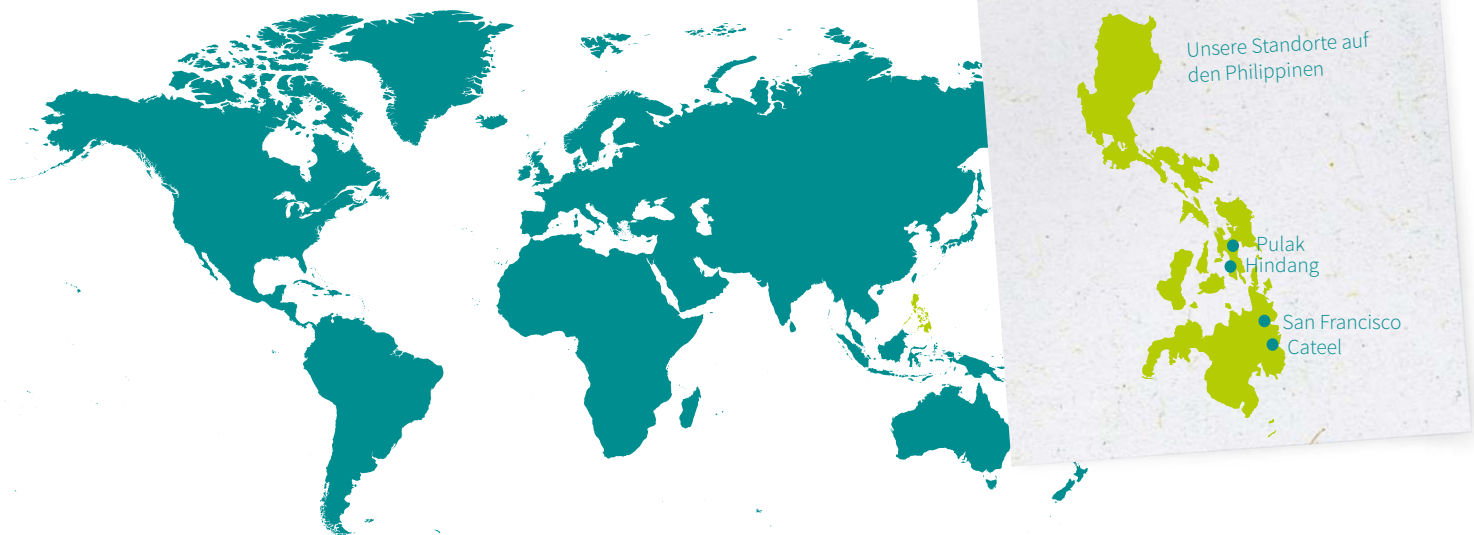 Unsere Standorte auf
den Philippinen
Pulak
Hindang
San Francisco
Cateel